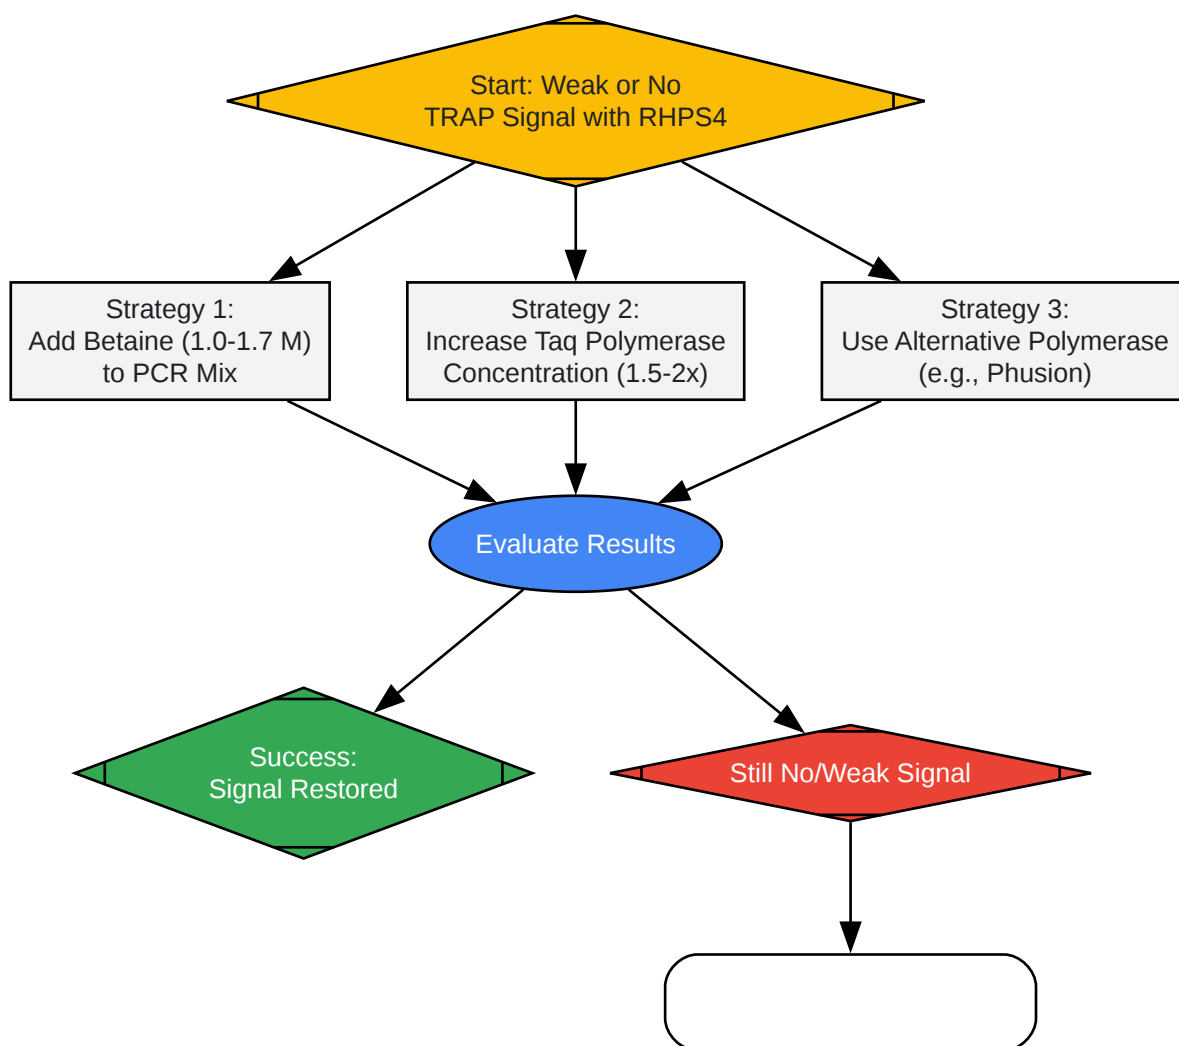 Start: Weak or No
TRAP Signal with RHPS4
Strategy 1:
Add Betaine (1.0-1.7 M)
to PCR Mix
Strategy 2:
Increase Taq Polymerase
Concentration (1.5-2x)
Strategy 3:
Use Alternative Polymerase
(e.g., Phusion)
Evaluate Results
Success:
Signal Restored
Still No/Weak Signal